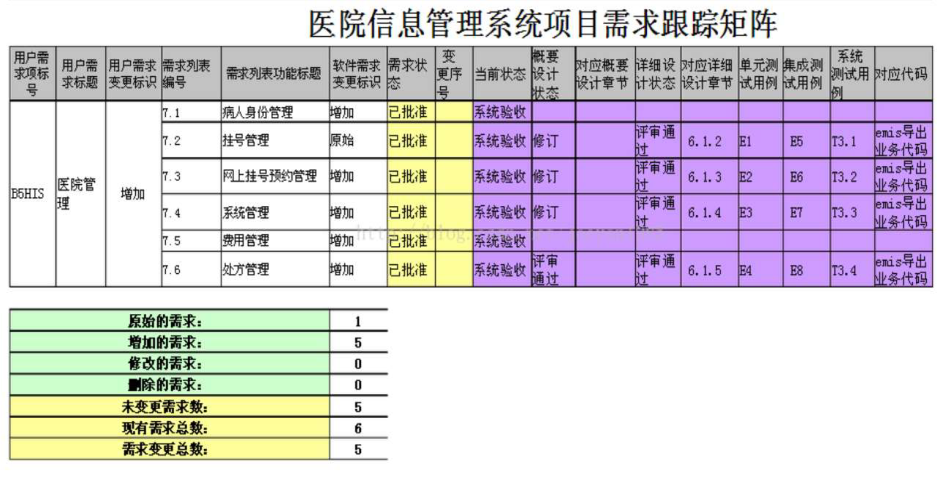 医院信息管理系统项目需求跟踪矩阵
用户需求项标号 用户需求标题 用户需求变更标识 需求列表编号 需求列表功能标题 软件需求变更标识 需求状态 变更序号 当前状态 概要设计状态 对应概要设计章节 详细设计状态 对应详细设计章节 单元测试用例 集成测试用例 系统测试用例 对应代码
B5HIS 医院管理 增加
7.1 病人身份管理 增加 已批准 系统验收
7.2 挂号管理 原始 已批准 系统验收 修订 评审通过 6.1.2 E1 E5 T3.1 emis导出业务代码
7.3 网上挂号预约管理 增加 已批准 系统验收 修订 评审通过 6.1.3 E2 E6 T3.2 emis导出业务代码
7.4 系统管理 增加 已批准 系统验收 修订 评审通过 6.1.4 E3 E7 T3.3 emis导出业务代码
7.5 费用管理 增加 已批准 系统验收
7.6 处方管理 增加 已批准 系统验收 评审通过 评审通过 6.1.5 E4 E8 T3.4 emis导出业务代码
原始的需求: 1
增加的需求: 5
修改的需求: 0
删除的需求: 0
未变更需求数: 5
现有需求总数: 6
需求变更总数: 5